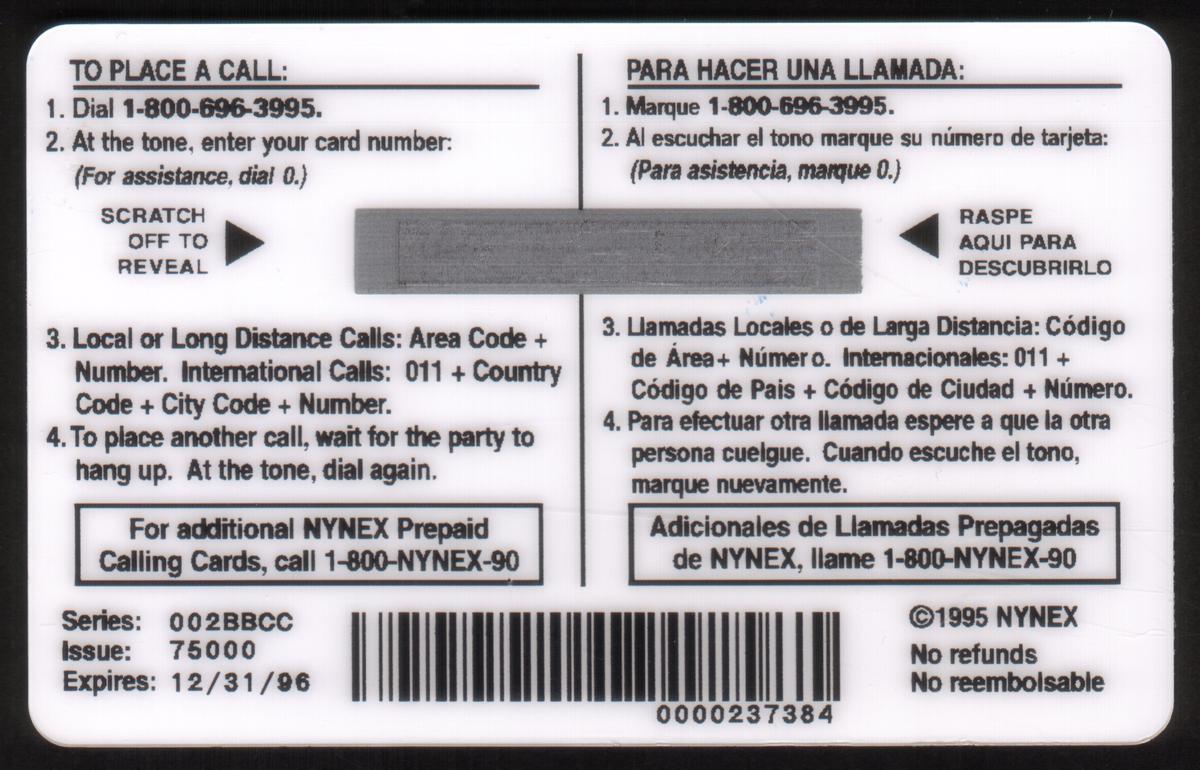 TO PLACE A CALL:
1. Dial 1-800-696-3995.
2. At the tone, enter your card number:
(For assistance, dial 0.)
SCRATCH
OFF TO
REVEAL
3. Local or Long Distance Calls: Area Code +
Number. International Calls: 011 + Country
Code + City Code + Number.
4. To place another call, wait for the party to
hang up. At the tone, dial again.
For additional NYNEX Prepaid
Calling Cards, call 1-800-NYNEX-90
PARA HACER UNA LLAMADA:
1. Marque 1-800-696-3995.
2. Al escuchar el tono marque su número de tarjeta:
(Para asistencia, marque 0.)
RASPE
AQUI PARA
DESCUBRIRLO
3. Llamadas Locales o de Larga Distancia: Código
de Área+ Número. Internacionales: 011 +
Código de Pais + Código de Ciudad + Número.
4. Para efectuar otra llamada espere a que la otra
persona cuelgue. Cuando escuche el tono,
marque nuevamente.
Adicionales de Llamadas Prepagadas
de NYNEX, llame 1-800-NYNEX-90
Series: 002BBCC
Issue: 75000
Expires: 12/31/96
0000237384
©1995 NYNEX
No refunds
No reembolsable